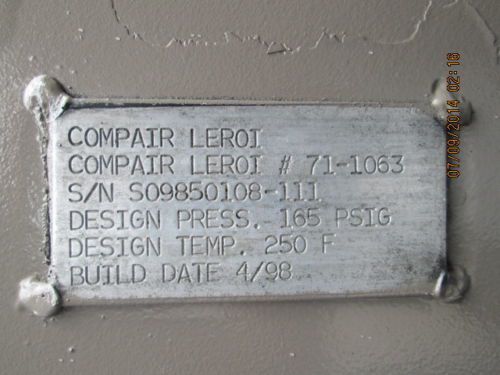 COMPAIR LEROI
COMPAIR LEROI # 71-1063
S/N S09850108-111
DESIGN PRESS. 165 PSIG
DESIGN TEMP. 250 F
BUILD DATE 4/98
07/09/2014 02:16